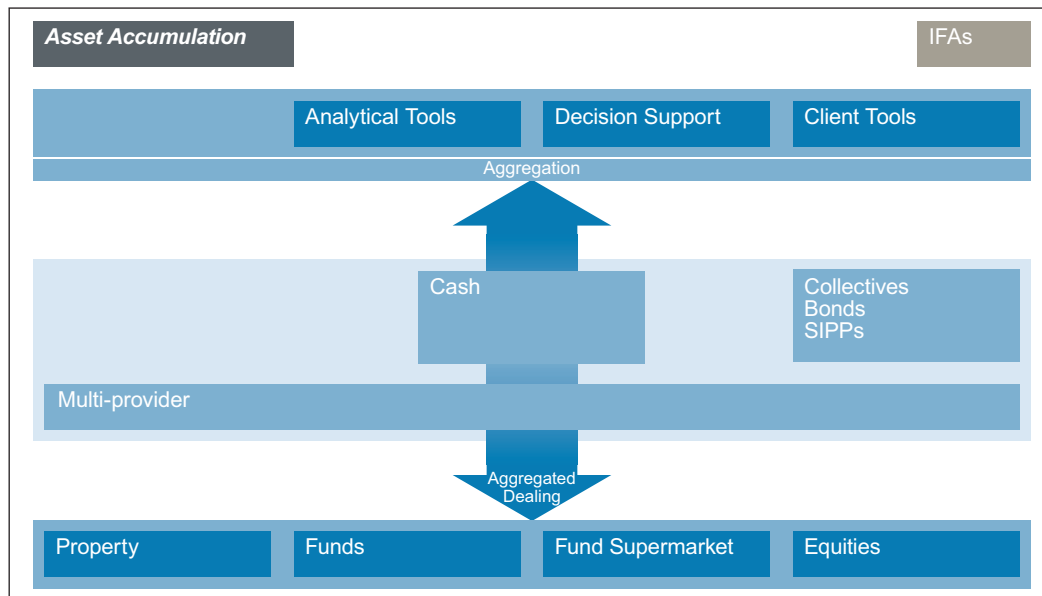 Asset Accumulation
IFAs
Analytical Tools
Decision Support
Client Tools
Aggregation
Cash
Collectives
Bonds
SIPPs
Multi-provider
Aggregated
Dealing
Property
Funds
Fund Supermarket
Equities